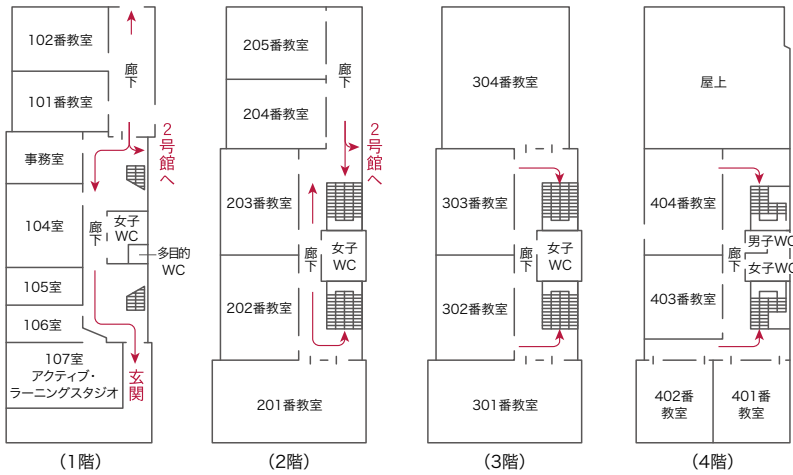 102番教室
廊下
101番教室
2号館へ
事務室
104室
廊下
女子
WC
多目的
WC
105室
106室
107室
アクティブ・
ラーニングスタジオ
玄関
(1階)
205番教室
廊下
204番教室
2号館へ
203番教室
廊下
女子
WC
202番教室
201番教室
(2階)
304番教室
303番教室
廊下
女子
WC
302番教室
301番教室
(3階)
屋上
404番教室
廊下
男子WC
女子WC
403番教室
402番
教室
401番
教室
(4階)